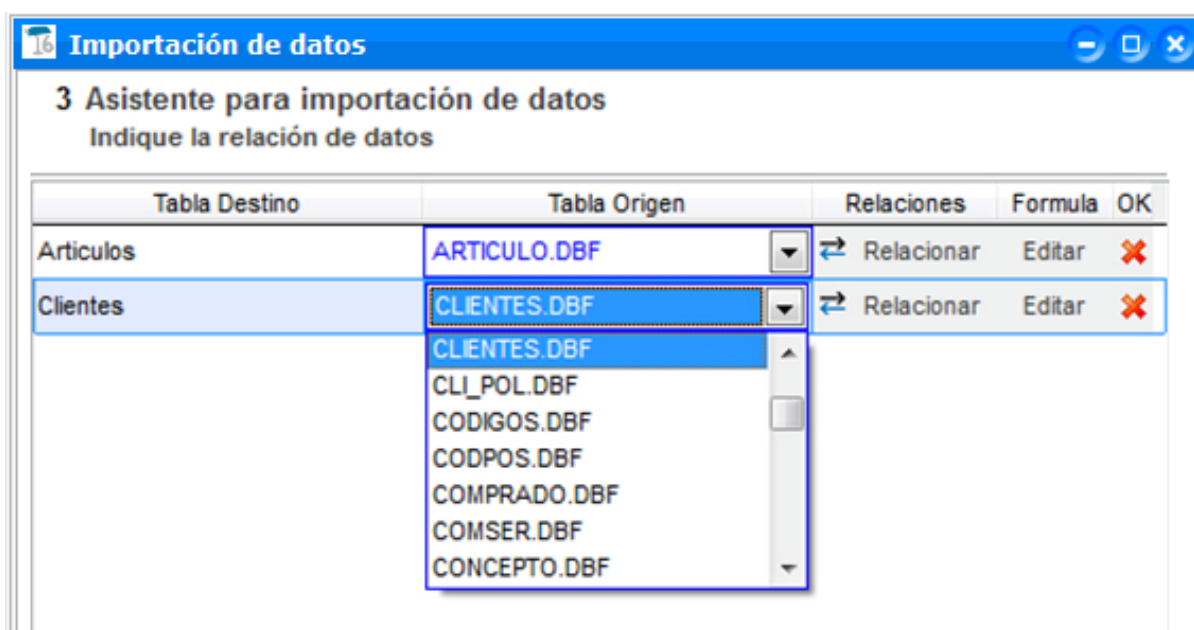 T6 Importación de datos
3 Asistente para importación de datos
Indique la relación de datos
Tabla Destino Tabla Origen Relaciones Formula OK
Articulos ARTICULO.DBF Relacionar Editar
Clientes CLIENTES.DBF Relacionar Editar
CLIENTES.DBF
CLI_POL.DBF
CODIGOS.DBF
CODPOS.DBF
COMPRADO.DBF
COMSER.DBF
CONCEPTO.DBF